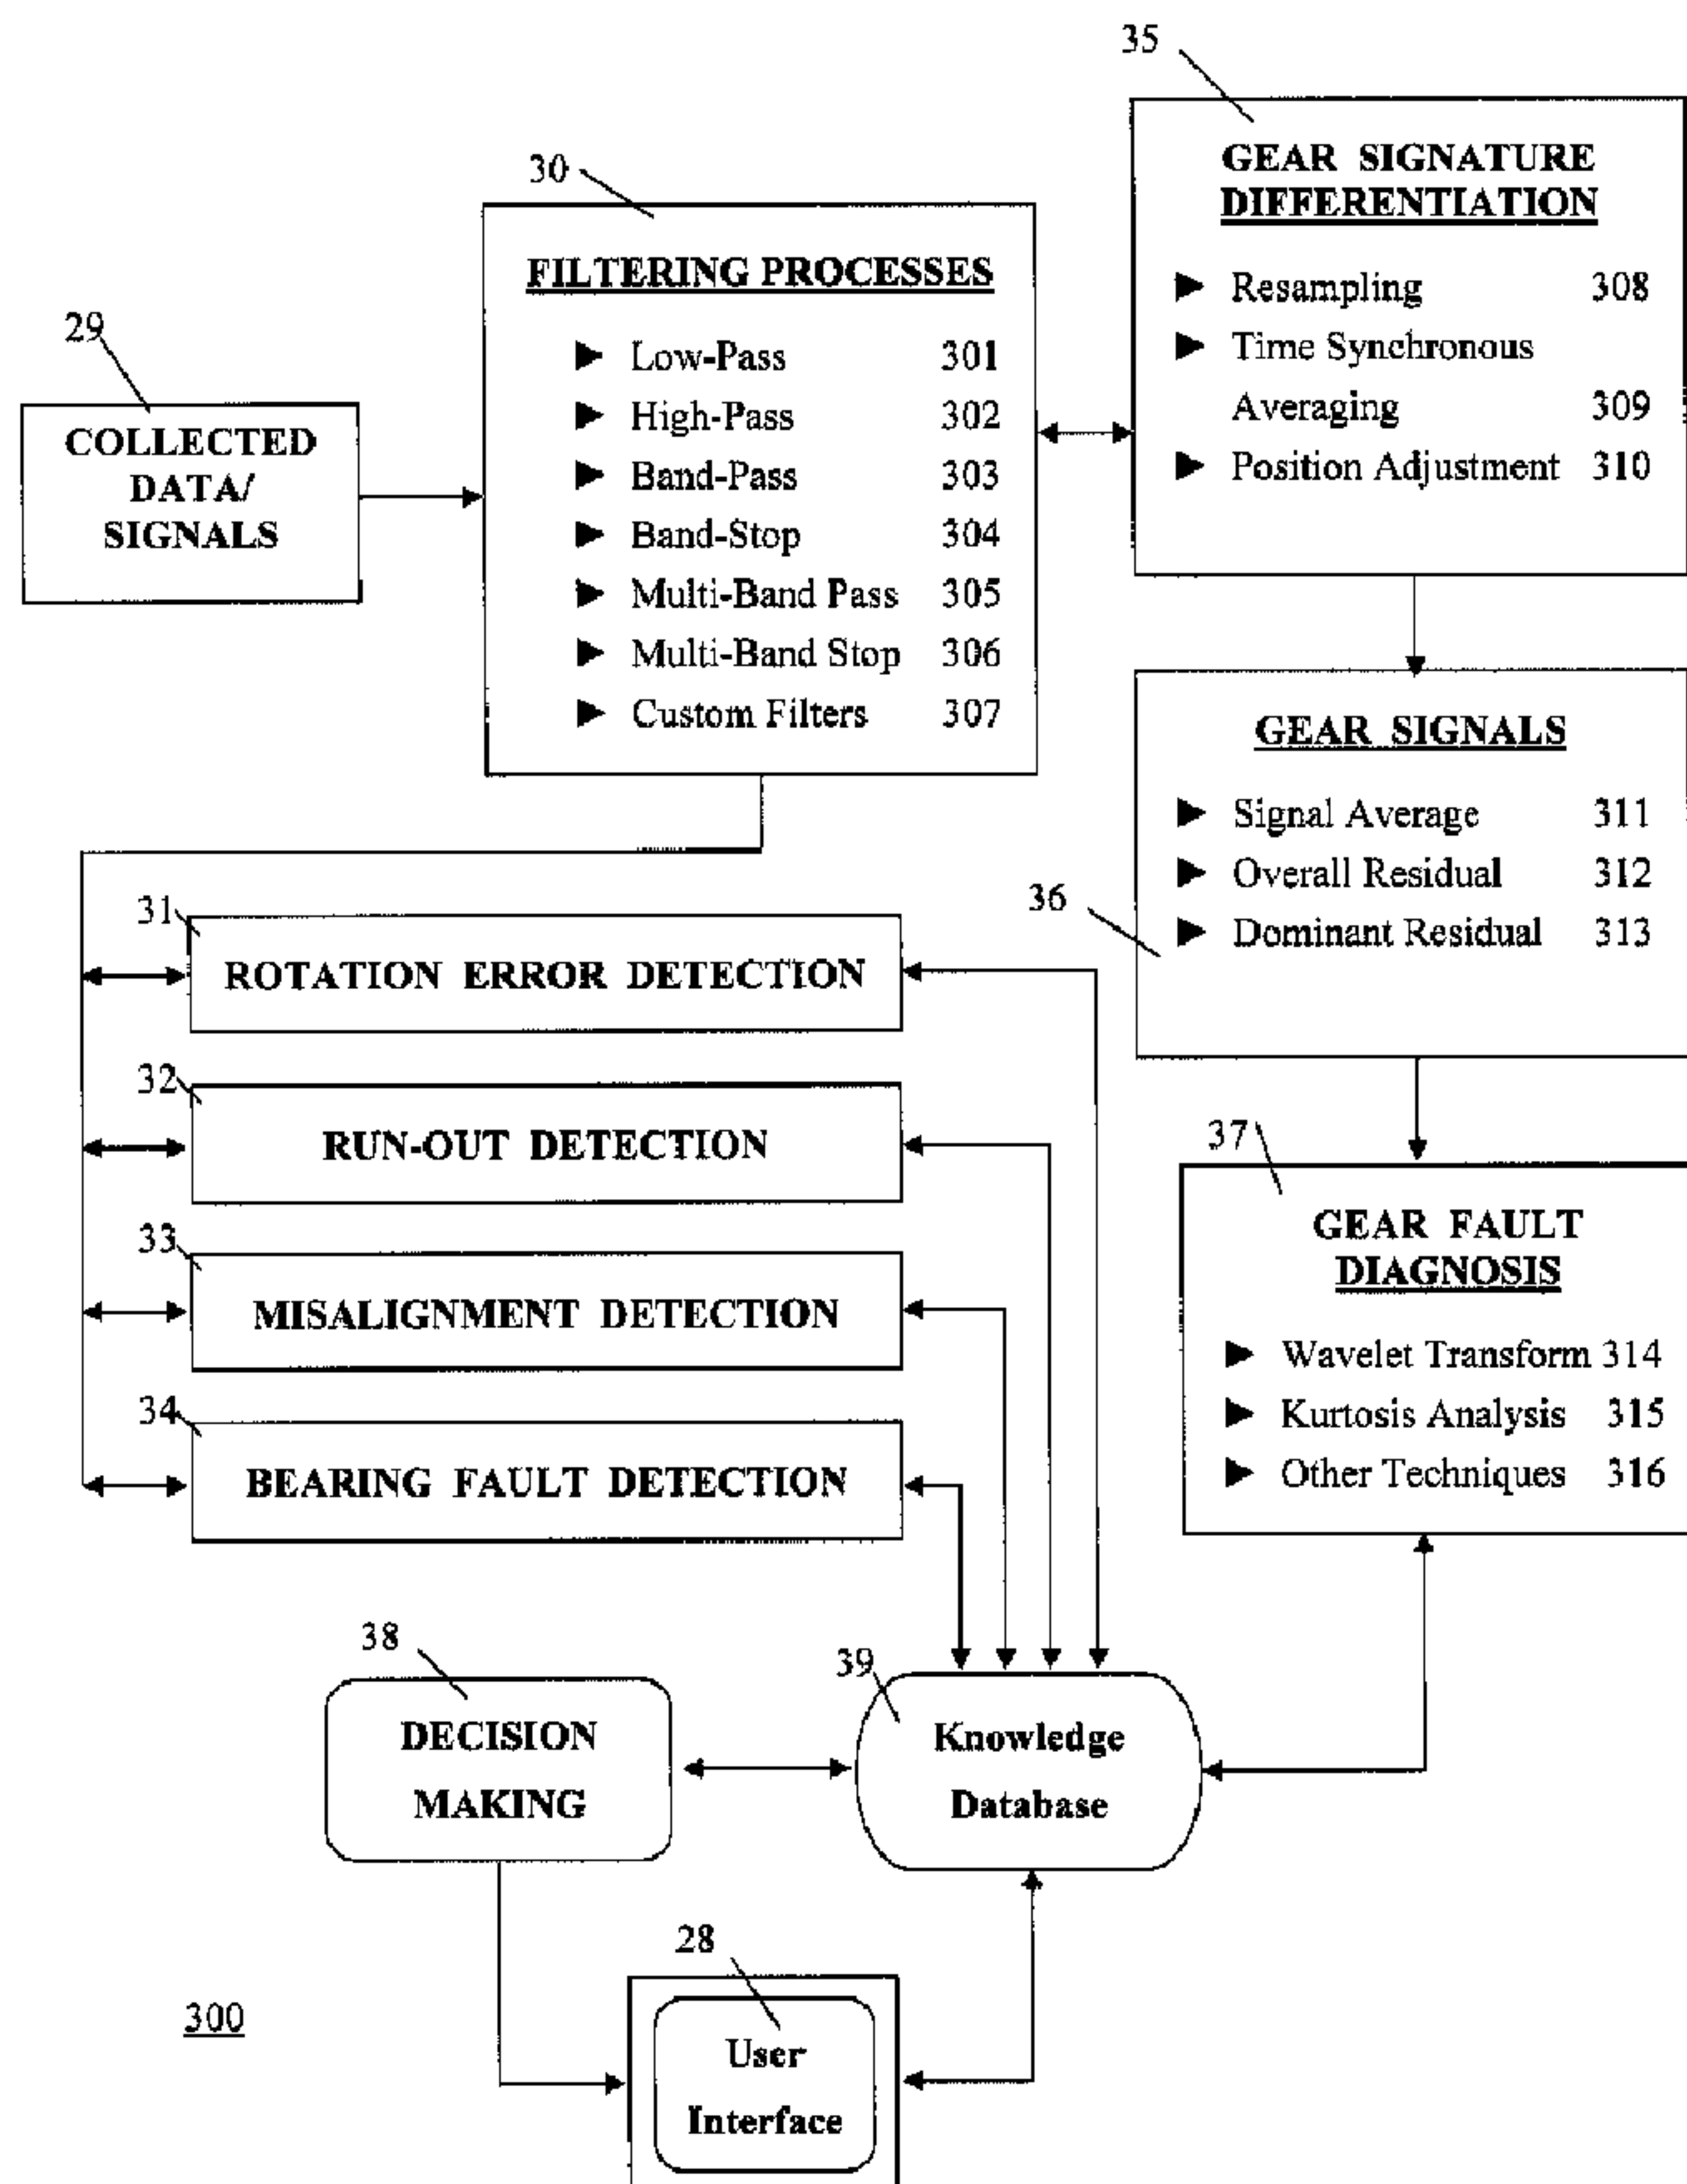 35
GEAR SIGNATURE
DIFFERENTIATION
► Resampling 308
► Time Synchronous
Averaging 309
► Position Adjustment 310
30
FILTERING PROCESSES
► Low-Pass 301
► High-Pass 302
► Band-Pass 303
► Band-Stop 304
► Multi-Band Pass 305
► Multi-Band Stop 306
► Custom Filters 307
29
COLLECTED
DATA/
SIGNALS
36
GEAR SIGNALS
► Signal Average 311
► Overall Residual 312
► Dominant Residual 313
31
ROTATION ERROR DETECTION
32
RUN-OUT DETECTION
33
MISALIGNMENT DETECTION
34
BEARING FAULT DETECTION
37
GEAR FAULT
DIAGNOSIS
► Wavelet Transform 314
► Kurtosis Analysis 315
► Other Techniques 316
38
DECISION
MAKING
39
Knowledge
Database
28
User
Interface
300